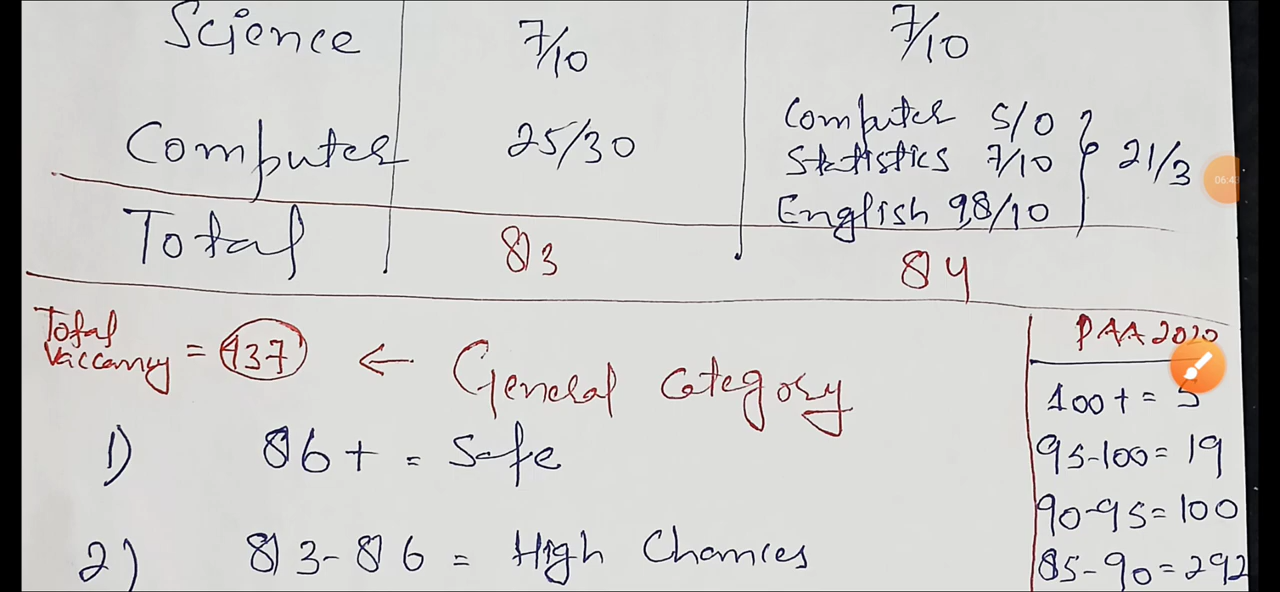 Science 7/10 7/10
Computer 25/30 Computer 5/0
Statistics 7/10 21/3
English 9,8/10
Total 83 84
Total
Vaccamcy = 437 ← General category
1) 86+ = Safe
2) 83-86 = High Chances
PAA 2020
100+ = 5
95-100 = 19
90-95 = 100
85-90 = 292